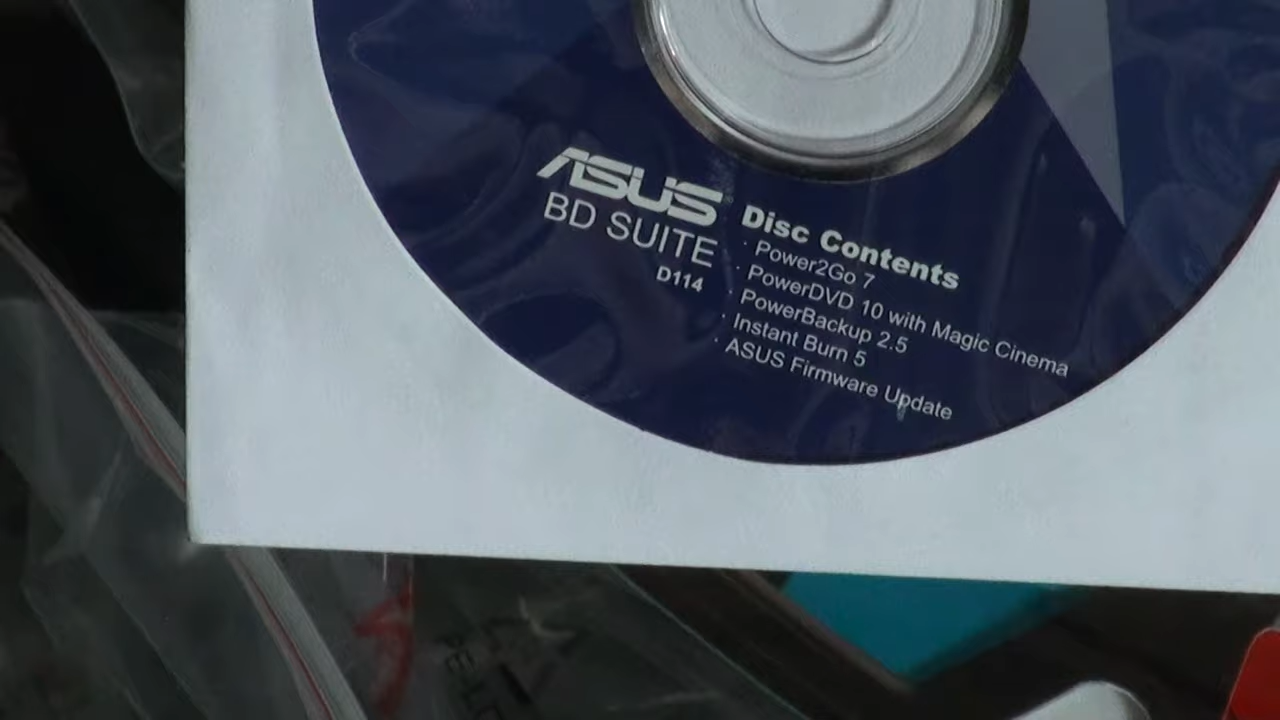 ASUS
BD SUITE
D114
Disc Contents
· Power2Go 7
· PowerDVD 10 with Magic Cinema
· PowerBackup 2.5
· Instant Burn 5
· ASUS Firmware Update